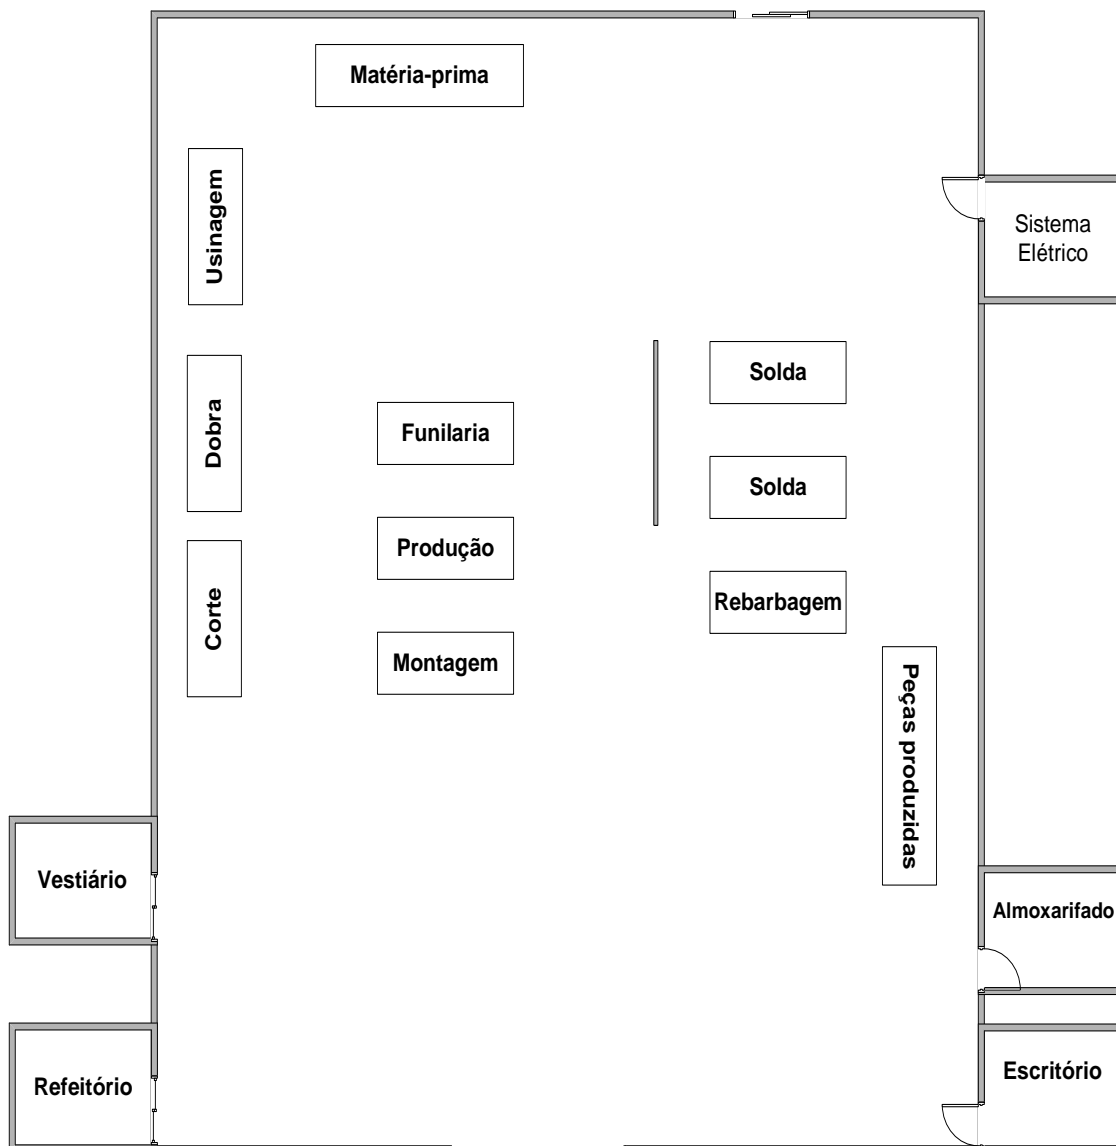 Matéria-prima
Usinagem
Sistema
Elétrico
Solda
Dobra
Funilaria
Solda
Produção
Corte
Rebarbagem
Montagem
Peças produzidas
Vestiário
Almoxarifado
Escritório
Refeitório